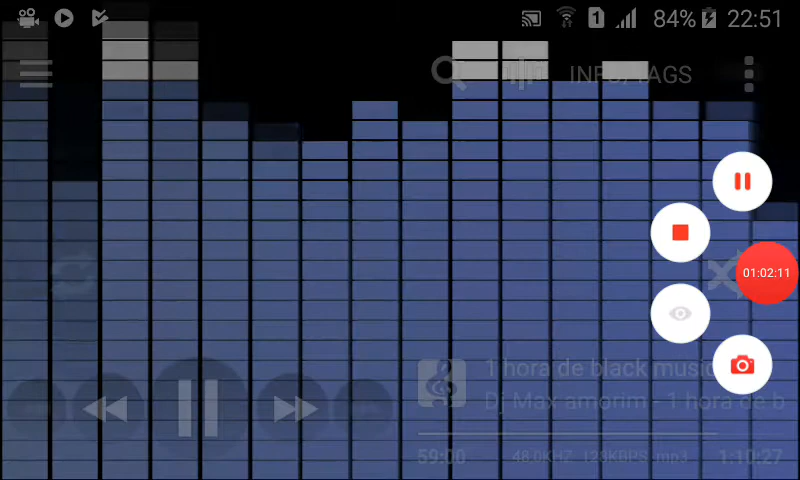 1 84% 22:51
INFO/TAGS
01:02:11
1 hora de black music
Dj Max amorim - 1 hora de b
59:00 48.0KHZ 123KBPS mp3 1:10:27